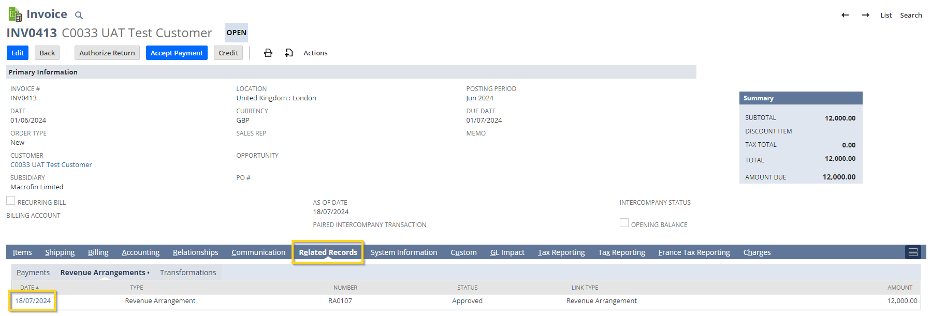 Invoice
List Search
INV0413 C0033 UAT Test Customer OPEN
Edit Back Authorize Return Accept Payment Credit Actions
Primary Information
INVOICE # LOCATION POSTING PERIOD
INV0413 United Kingdom : London Jun 2024
DATE CURRENCY DUE DATE
01/06/2024 GBP 01/07/2024
ORDER TYPE SALES REP MEMO
New
CUSTOMER OPPORTUNITY
C0033 UAT Test Customer
SUBSIDIARY PO #
Macrofin Limited
Summary
SUBTOTAL 12,000.00
DISCOUNT ITEM
TAX TOTAL 0.00
TOTAL 12,000.00
AMOUNT DUE 12,000.00
RECURRING BILL AS OF DATE INTERCOMPANY STATUS
18/07/2024
BILLING ACCOUNT PAIRED INTERCOMPANY TRANSACTION OPENING BALANCE
Items Shipping Billing Accounting Relationships Communication Related Records System Information Custom GL Impact Tax Reporting Tax Reporting France Tax Reporting Charges
Payments Revenue Arrangements • Transformations
DATE ▲ TYPE NUMBER STATUS LINK TYPE AMOUNT
18/07/2024 Revenue Arrangement RA0107 Approved Revenue Arrangement 12,000.00